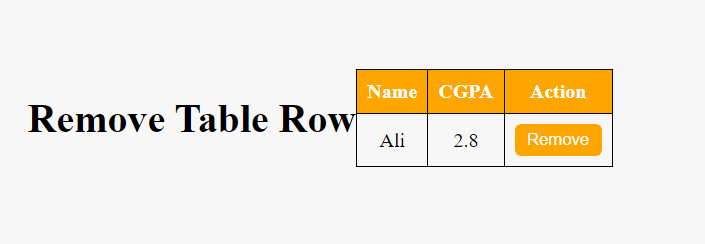 Remove Table Row
Name CGPA Action
Ali 2.8 Remove